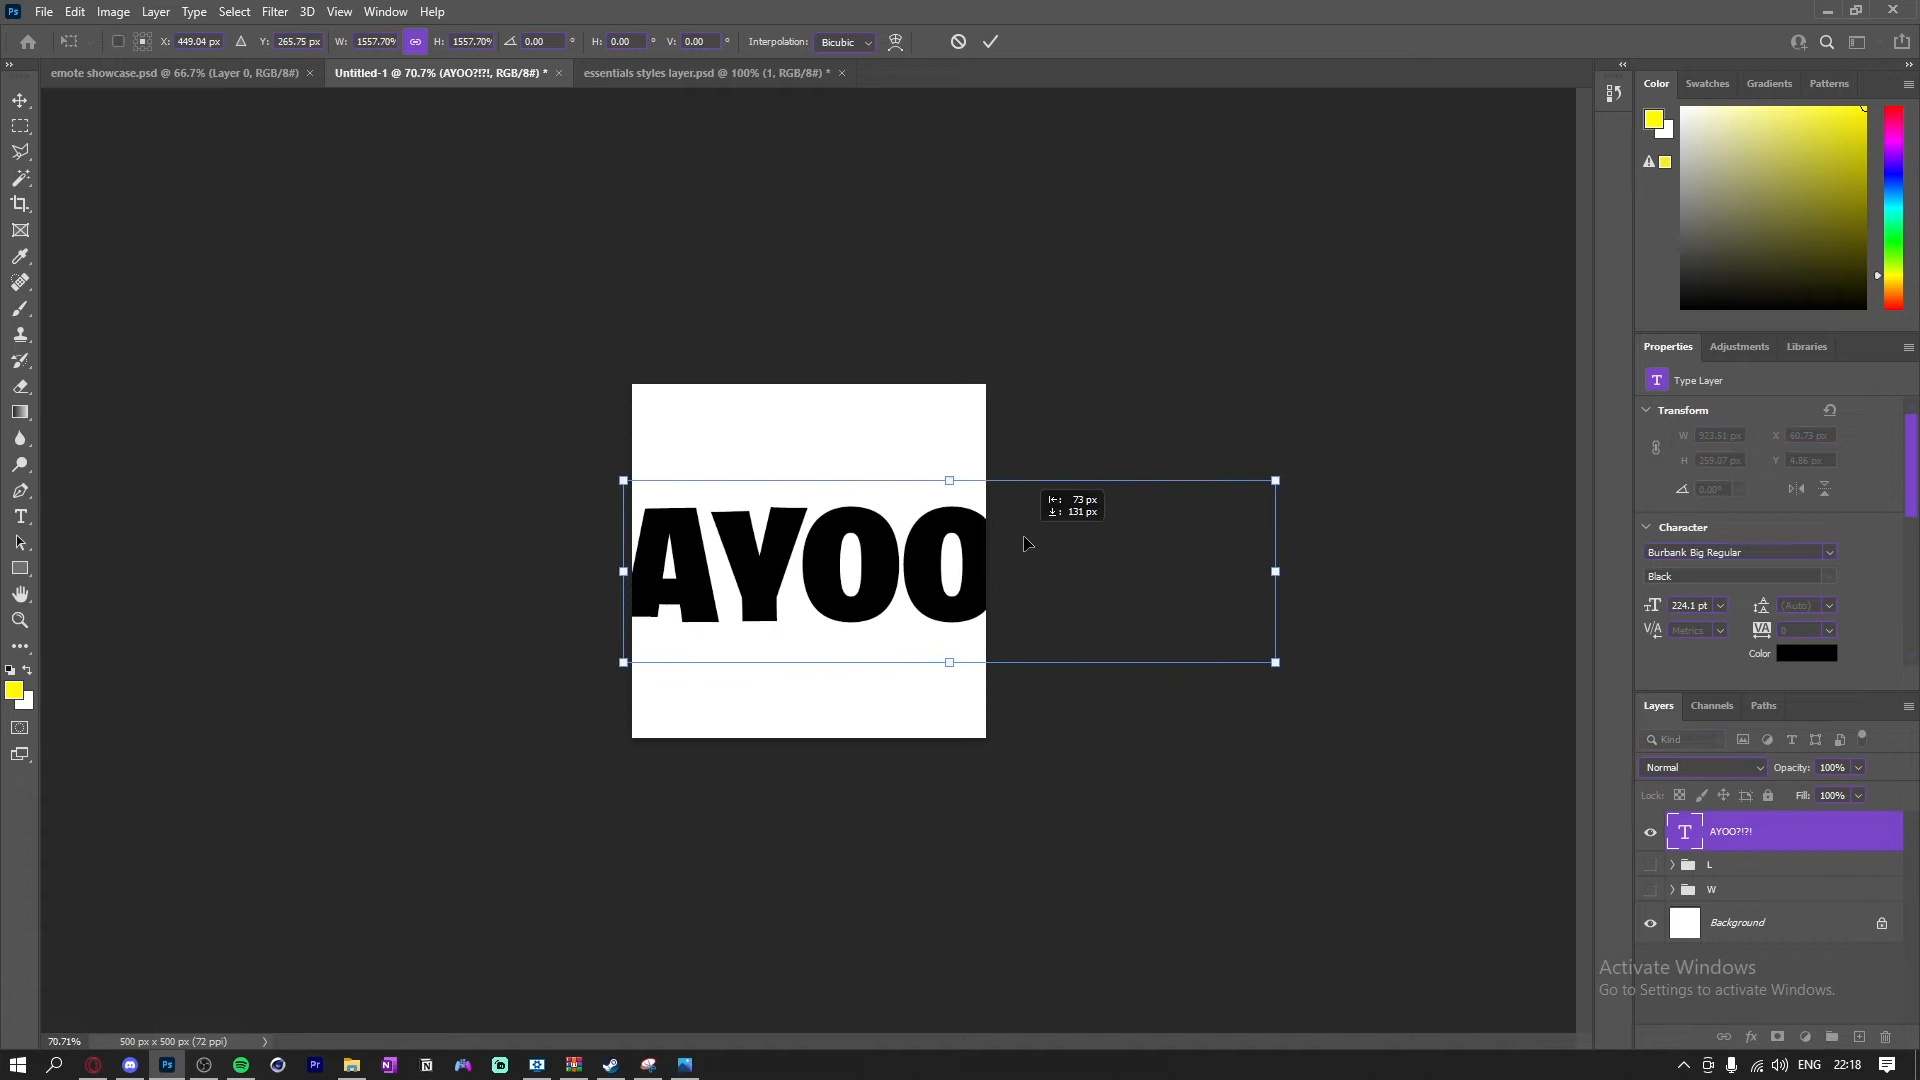 Ps File Edit Image Layer Type Select Filter 3D View Window Help
X: 449.04 px Y: 265.75 px W: 1557.70% H: 1557.70% 0.00 ° H: 0.00 ° V: 0.00 ° Interpolation: Bicubic
emote showcase.psd @ 66.7% (Layer 0, RGB/8#) × Untitled-1 @ 70.7% (AYOO?!?!, RGB/8#) * × essentials styles layer.psd @ 100% (1, RGB/8#) * ×
Color Swatches Gradients Patterns
Properties Adjustments Libraries
T Type Layer
Transform
W 923.51 px X 60.73 px
H 259.07 px Y 4.86 px
0.00°
73 px
131 px
AYOO
Character
Burbank Big Regular
Black
224.1 pt (Auto)
Metrics 0
Color
Layers Channels Paths
Kind
Normal Opacity: 100%
Lock: Fill: 100%
T AYOO?!?!
L
W
Background
Activate Windows
Go to Settings to activate Windows.
70.71% 500 px x 500 px (72 ppi)
Ps Pr N ENG 22:18